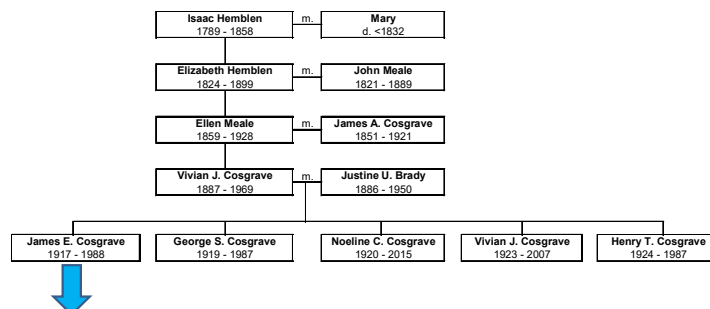 Isaac Hemblen m. Mary
1789 - 1858 d. <1832
Elizabeth Hemblen m. John Meale
1824 - 1899 1821 - 1889
Ellen Meale m. James A. Cosgrave
1859 - 1928 1851 - 1921
Vivian J. Cosgrave m. Justine U. Brady
1887 - 1969 1886 - 1950
James E. Cosgrave George S. Cosgrave Noeline C. Cosgrave Vivian J. Cosgrave Henry T. Cosgrave
1917 - 1988 1919 - 1987 1920 - 2015 1923 - 2007 1924 - 1987